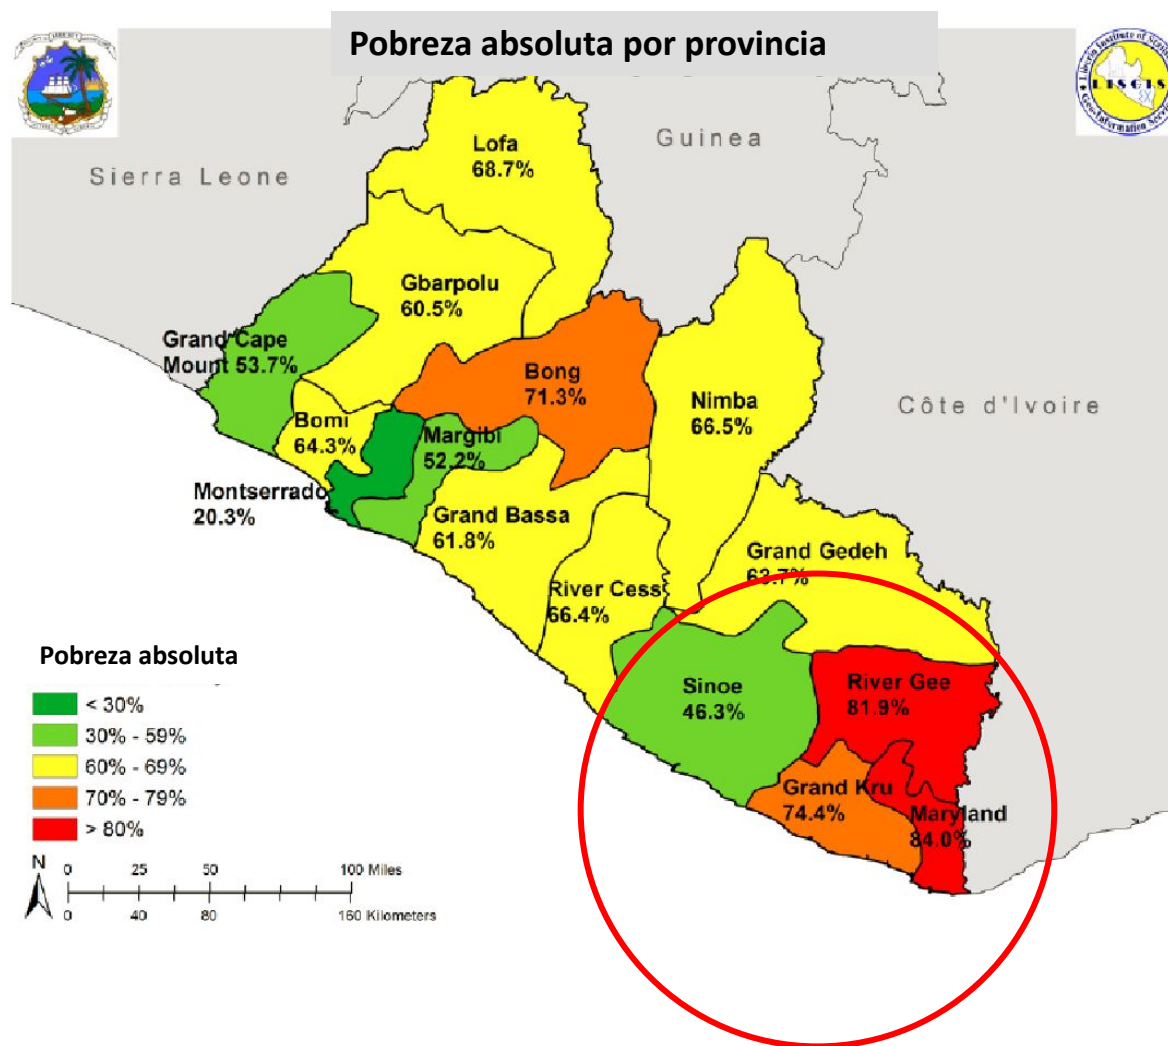 Pobreza absoluta por provincia
Guinea
Sierra Leone
Côte d'Ivoire
Lofa
68.7%
Gbarpolu
60.5%
Grand Cape
Mount 53.7%
Bong
71.3%
Nimba
66.5%
Bomi
64.3%
Margibi
52.2%
Montserrado
20.3%
Grand Bassa
61.8%
Grand Gedeh
63.7%
River Cess
66.4%
Sinoe
46.3%
River Gee
81.9%
Grand Kru
74.4%
Maryland
84.0%
Pobreza absoluta
< 30%
30% - 59%
60% - 69%
70% - 79%
> 80%
N
0 25 50 100 Miles
0 40 80 160 Kilometers
LISGIS